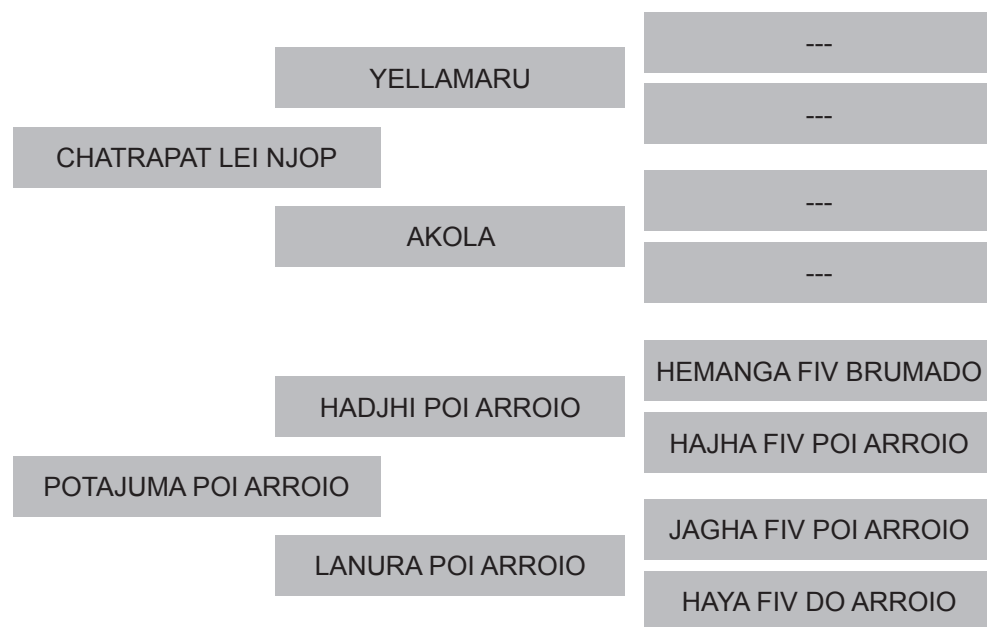 ---
YELLAMARU
---
CHATRAPAT LEI NJOP
---
AKOLA
---
HEMANGA FIV BRUMADO
HADJHI POI ARROIO
HAJHA FIV POI ARROIO
POTAJUMA POI ARROIO
JAGHA FIV POI ARROIO
LANURA POI ARROIO
HAYA FIV DO ARROIO